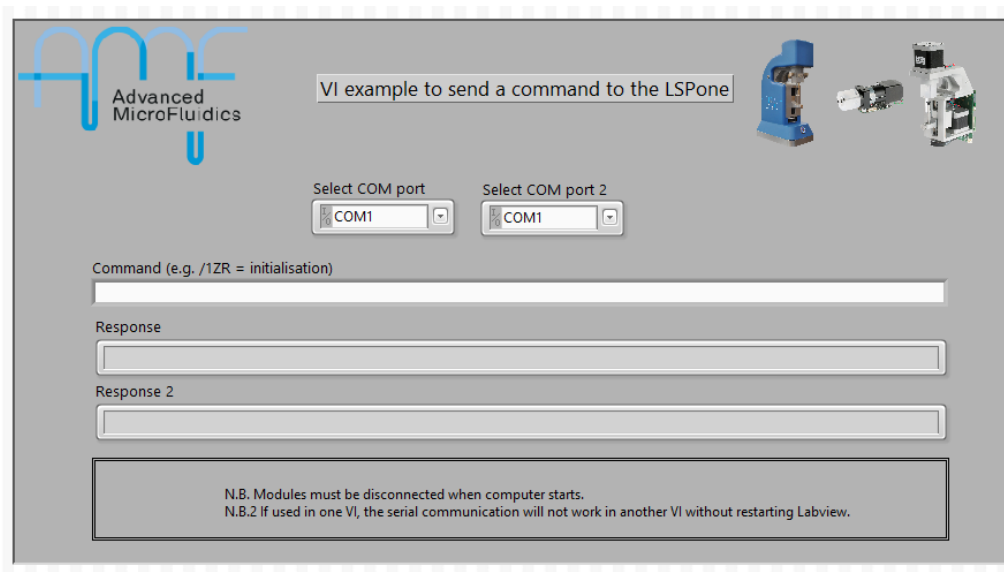 Advanced
MicroFluidics
VI example to send a command to the LSPone
Select COM port
Select COM port 2
COM1
COM1
Command (e.g. /1ZR = initialisation)
Response
Response 2
N.B. Modules must be disconnected when computer starts.
N.B.2 If used in one VI, the serial communication will not work in another VI without restarting Labview.